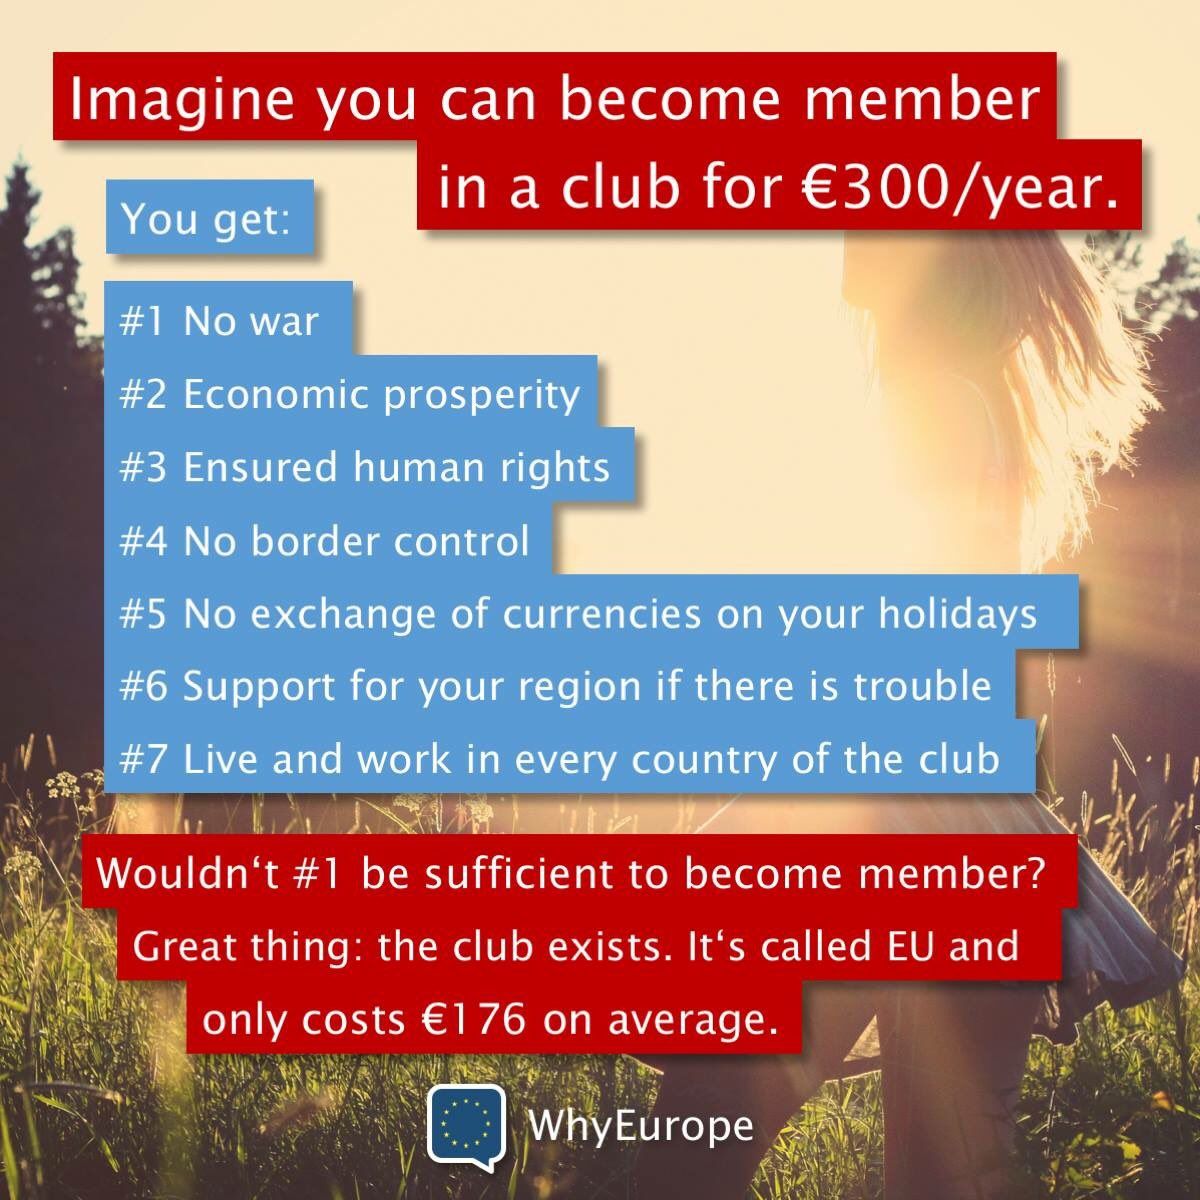 Imagine you can become member
in a club for €300/year.
You get:
#1 No war
#2 Economic prosperity
#3 Ensured human rights
#4 No border control
#5 No exchange of currencies on your holidays
#6 Support for your region if there is trouble
#7 Live and work in every country of the club
Wouldn‘t #1 be sufficient to become member?
Great thing: the club exists. It‘s called EU and
only costs €176 on average.
WhyEurope